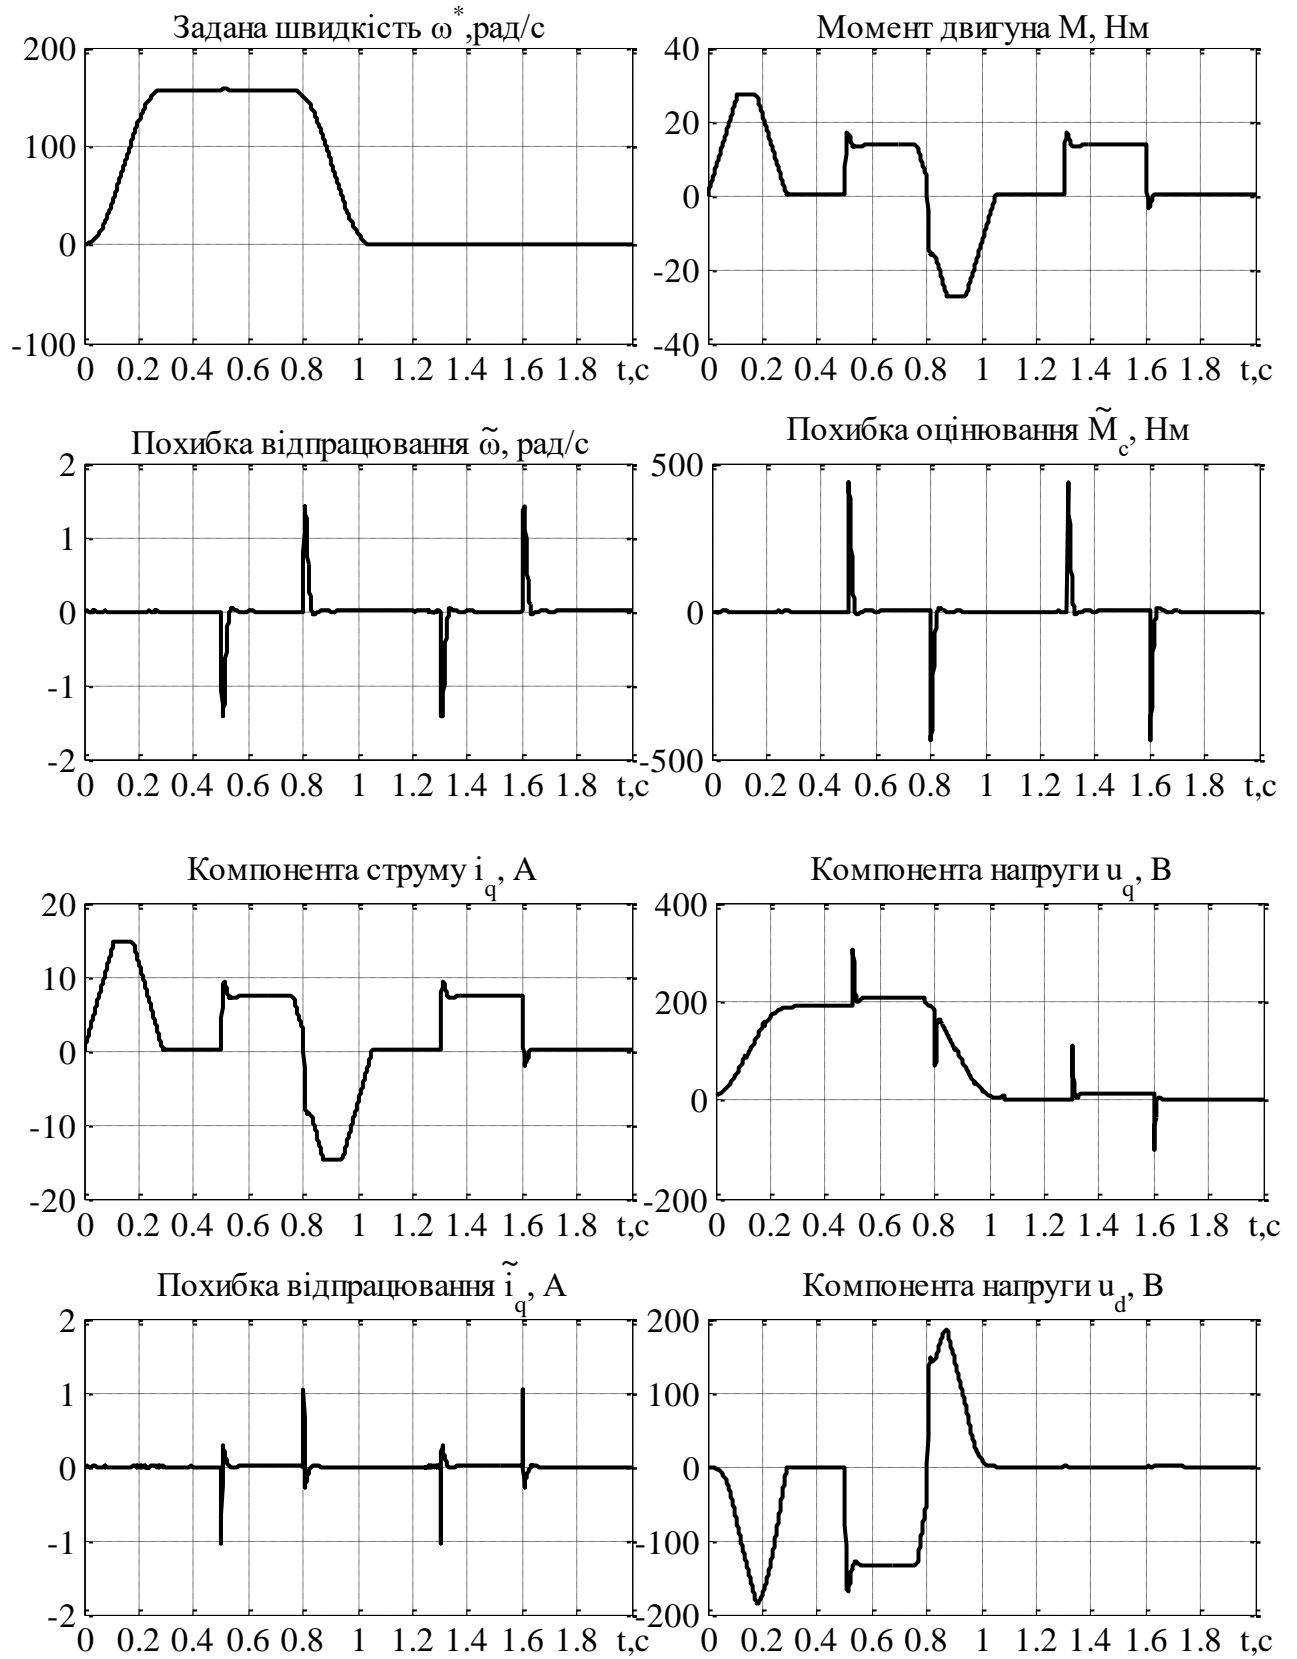 Задана швидкість ω*,рад/с
200
100
0
-100
0 0.2 0.4 0.6 0.8 1 1.2 1.4 1.6 1.8 t,c
Момент двигуна М, Нм
40
20
0
-20
-40
0 0.2 0.4 0.6 0.8 1 1.2 1.4 1.6 1.8 t,c
Похибка відпрацювання ω̃, рад/с
2
1
0
-1
-2
0 0.2 0.4 0.6 0.8 1 1.2 1.4 1.6 1.8 t,c
Похибка оцінювання M̃c, Нм
500
0
-500
0 0.2 0.4 0.6 0.8 1 1.2 1.4 1.6 1.8 t,c
Компонента струму iq, А
20
10
0
-10
-20
0 0.2 0.4 0.6 0.8 1 1.2 1.4 1.6 1.8 t,c
Компонента напруги uq, В
400
200
0
-200
0 0.2 0.4 0.6 0.8 1 1.2 1.4 1.6 1.8 t,c
Похибка відпрацювання ĩq, А
2
1
0
-1
-2
0 0.2 0.4 0.6 0.8 1 1.2 1.4 1.6 1.8 t,c
Компонента напруги ud, В
200
100
0
-100
-200
0 0.2 0.4 0.6 0.8 1 1.2 1.4 1.6 1.8 t,c